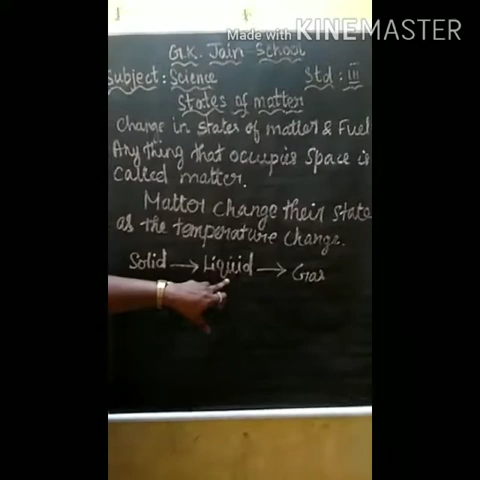 Made with KINEMASTER
G.K. Jain School
Subject : Science Std : III
States of matter
Change in states of matter & Fuel
Any thing that occupies Space is
called matter.
Matter change their state
as the temperature change.
Solid → Liquid → Gas